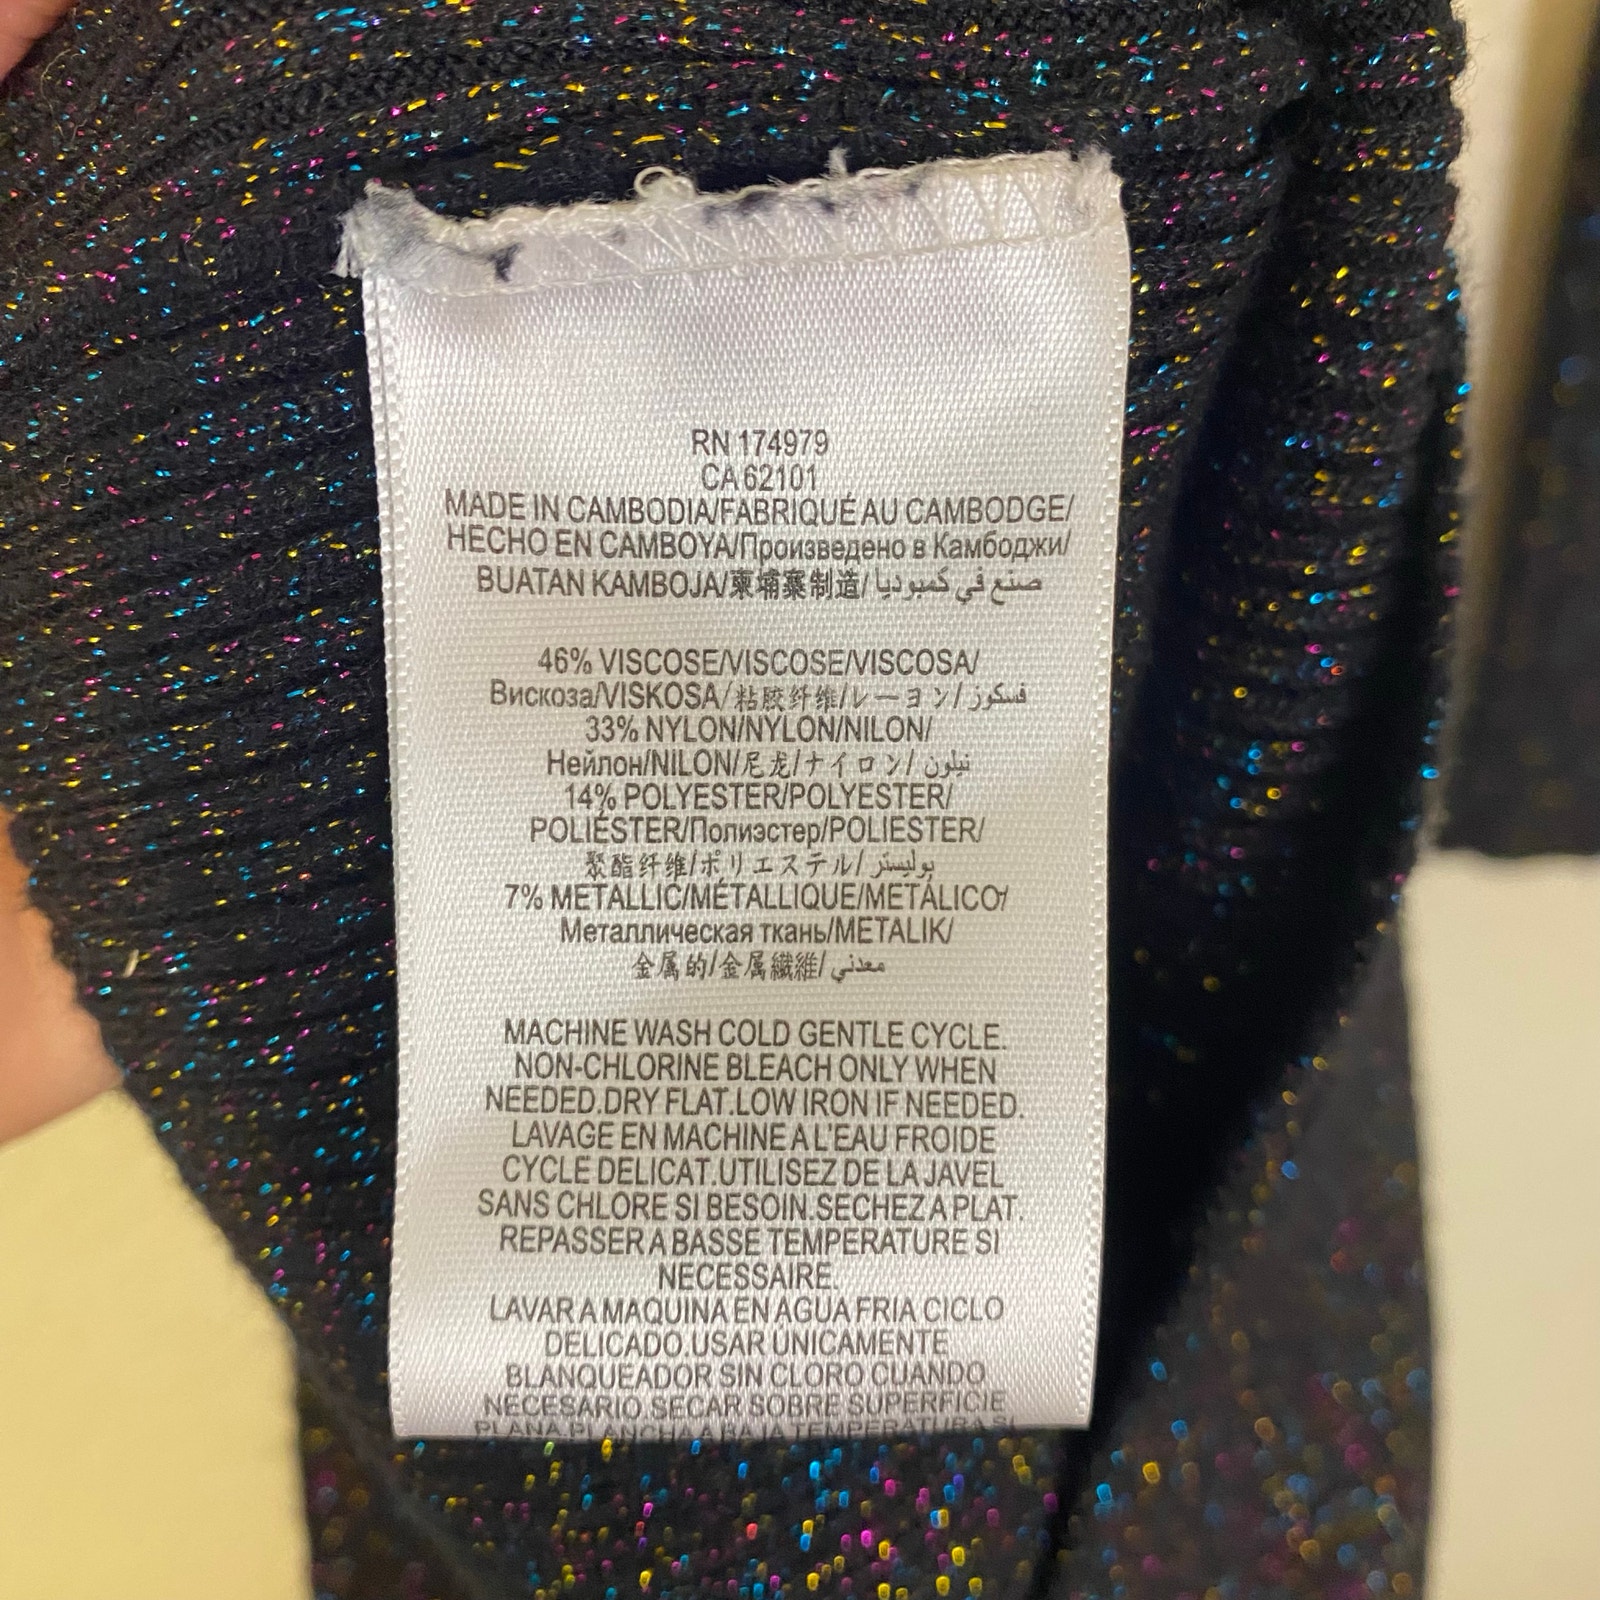 RN 174979
CA 62101
MADE IN CAMBODIA/FABRIQUÉ AU CAMBODGE/
HECHO EN CAMBOYA/Произведено в Камбоджи/
BUATAN KAMBOJA/柬埔寨制造/ صنع في كمبوديا
46% VISCOSE/VISCOSE/VISCOSA/
Вискоза/VISKOSA/粘胶纤维/レーヨン/ فسكوز
33% NYLON/NYLON/NILON/
Нейлон/NILON/尼龙/ナイロン/ نيلون
14% POLYESTER/POLYESTER/
POLIÉSTER/Полиэстер/POLIESTER/
聚酯纤维/ポリエステル/ بوليستر
7% METALLIC/MÉTALLIQUE/METÁLICO/
Металлическая ткань/METALIK/
金属的/金属繊維/ معدني
MACHINE WASH COLD GENTLE CYCLE.
NON-CHLORINE BLEACH ONLY WHEN
NEEDED.DRY FLAT.LOW IRON IF NEEDED.
LAVAGE EN MACHINE A L'EAU FROIDE
CYCLE DELICAT.UTILISEZ DE LA JAVEL
SANS CHLORE SI BESOIN.SECHEZ A PLAT.
REPASSER A BASSE TEMPERATURE SI
NECESSAIRE.
LAVAR A MAQUINA EN AGUA FRIA CICLO
DELICADO.USAR ÚNICAMENTE
BLANQUEADOR SIN CLORO CUANDO
NECESARIO.SECAR SOBRE SUPERFICIE
PLANA.PLANCHA A BAJA TEMPERATURA SI